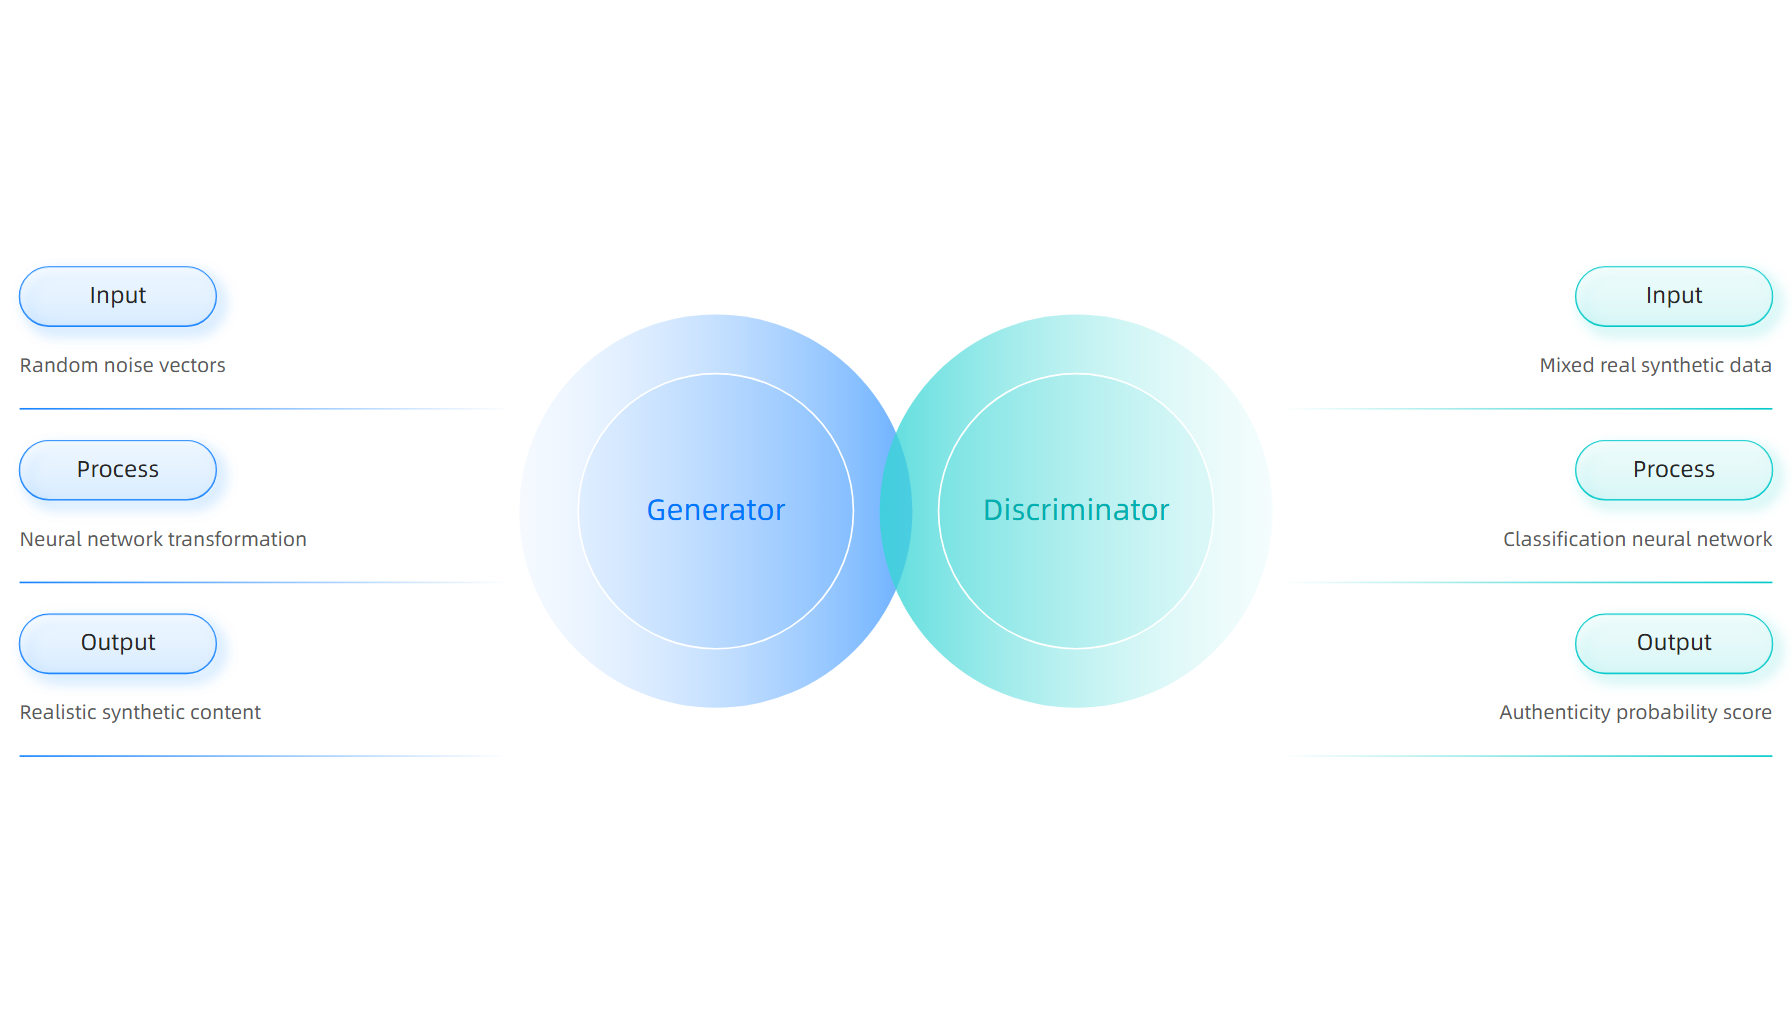 Input
Random noise vectors
Process
Neural network transformation
Output
Realistic synthetic content
Generator
Discriminator
Input
Mixed real synthetic data
Process
Classification neural network
Output
Authenticity probability score